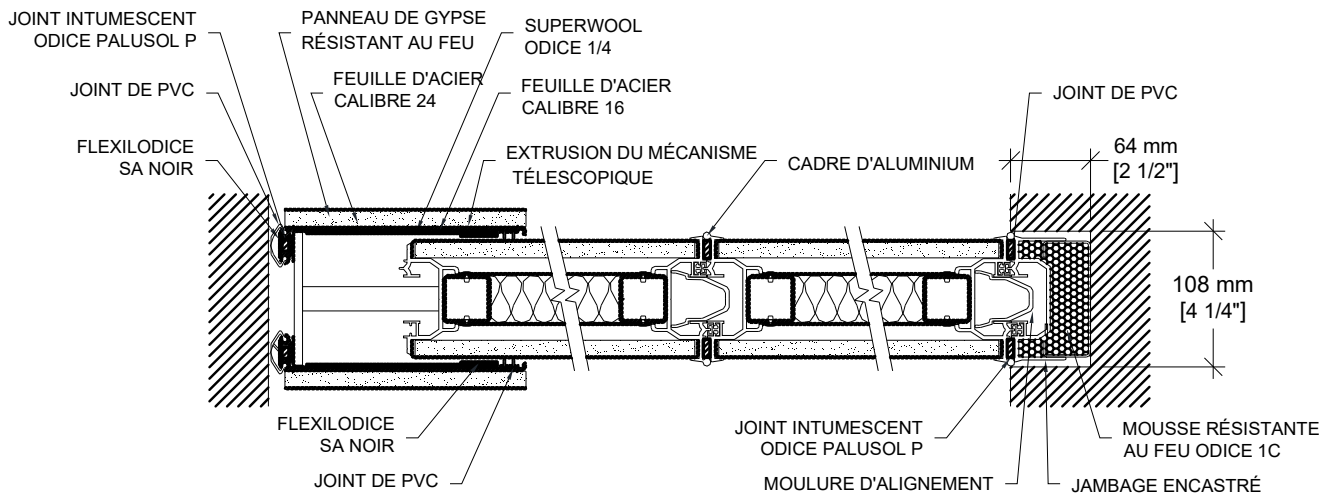 JOINT INTUMESCENT
ODICE PALUSOL P
PANNEAU DE GYPSE
RÉSISTANT AU FEU
SUPERWOOL
ODICE 1/4
JOINT DE PVC
FEUILLE D'ACIER
CALIBRE 24
FEUILLE D'ACIER
CALIBRE 16
JOINT DE PVC
FLEXILODICE
SA NOIR
EXTRUSION DU MÉCANISME
TÉLESCOPIQUE
CADRE D'ALUMINIUM
64 mm
[2 1/2"]
108 mm
[4 1/4"]
FLEXILODICE
SA NOIR
JOINT DE PVC
JOINT INTUMESCENT
ODICE PALUSOL P
MOULURE D'ALIGNEMENT
MOUSSE RÉSISTANTE
AU FEU ODICE 1C
JAMBAGE ENCASTRÉ